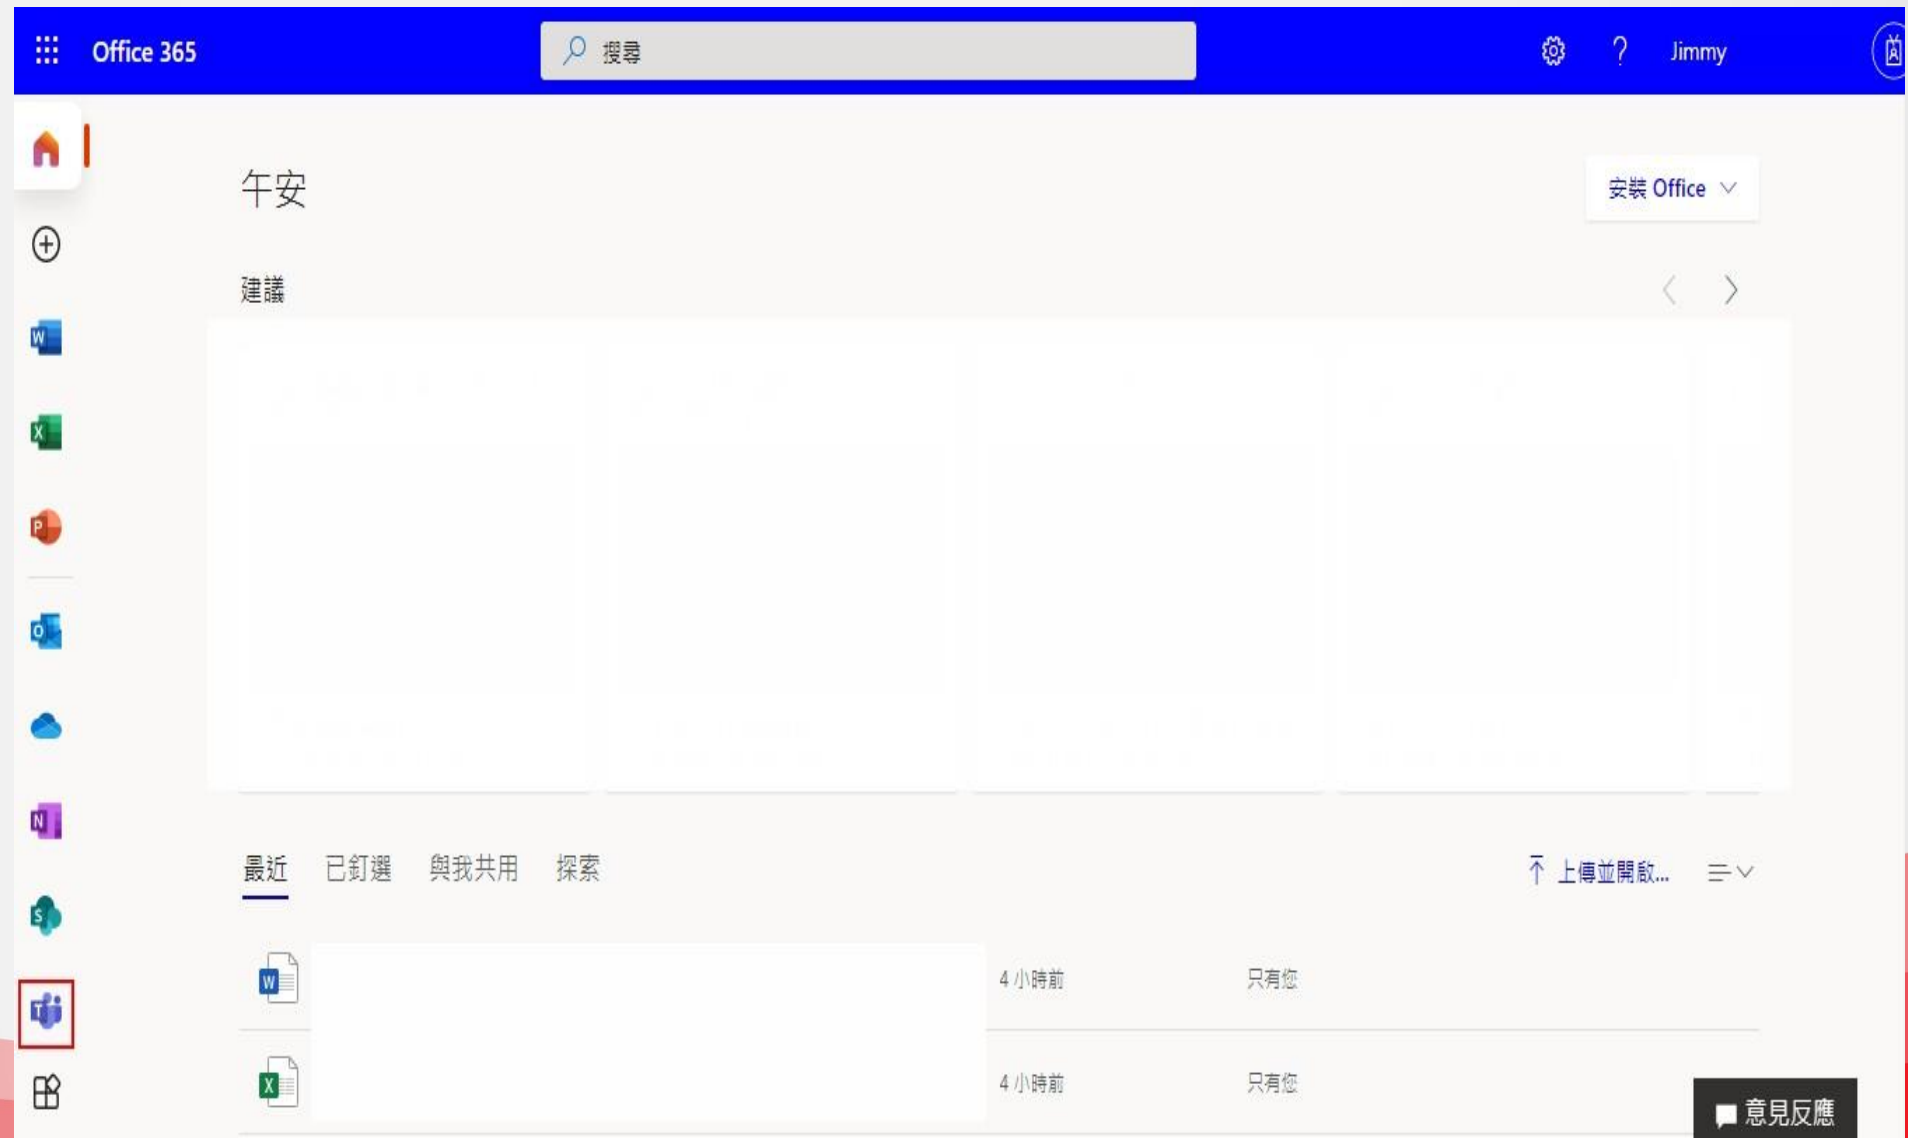 Office 365
搜尋
?
Jimmy
午安
安裝 Office
建議
W
X
P
O
N
S
T
最近 已釘選 與我共用 探索
上傳並開啟...
W 4 小時前 只有您
X 4 小時前 只有您
意見反應